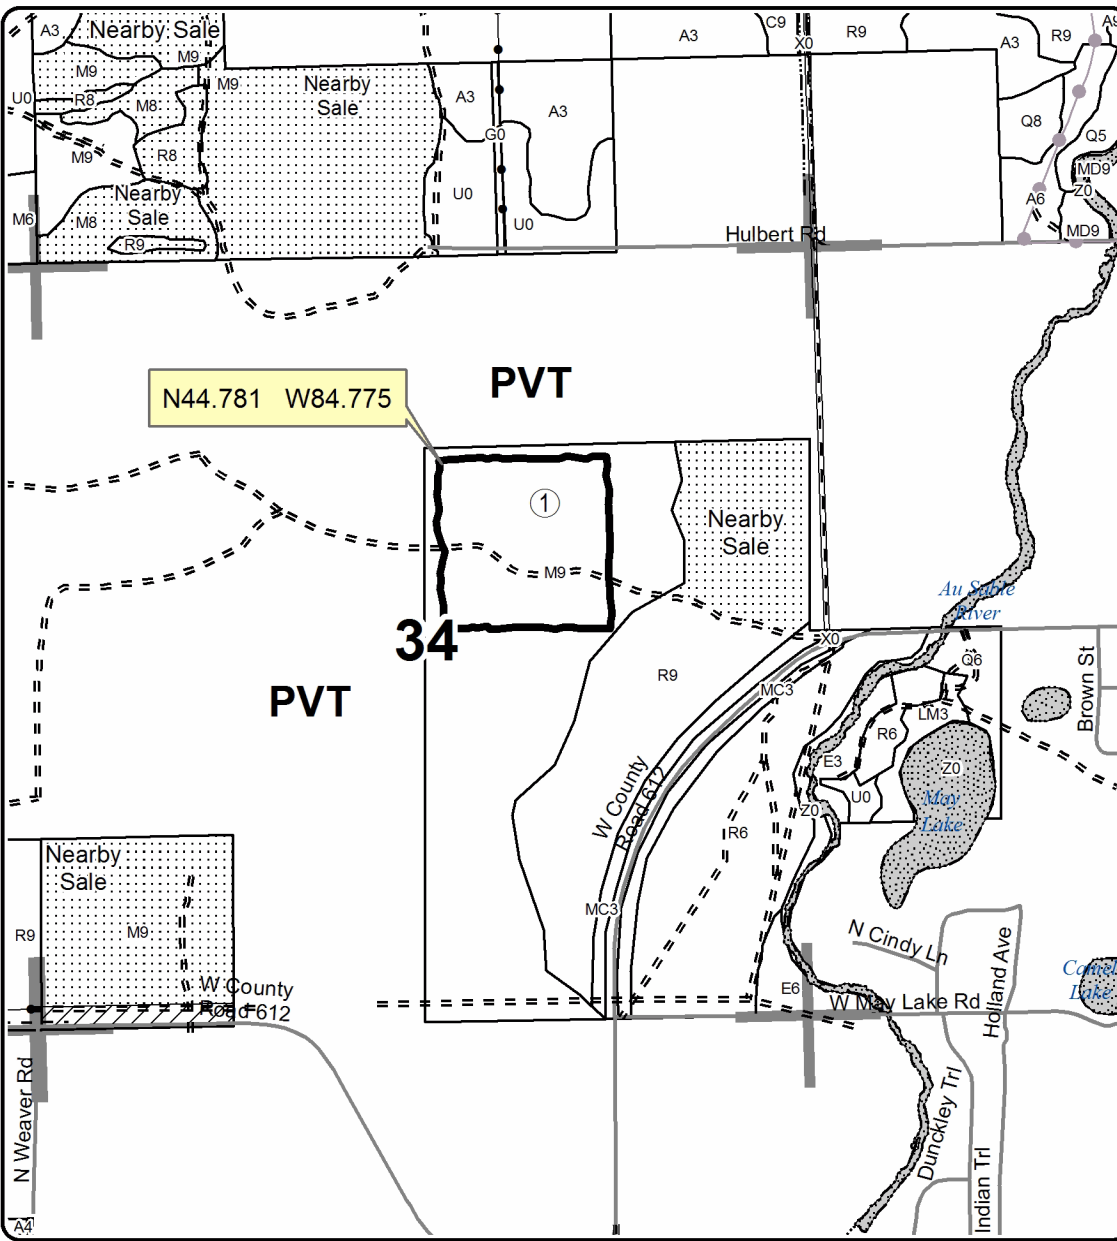 A3
Nearby Sale
M9
M9
M9
R8
M8
U0
M9
R8
Nearby
Sale
M6
M8
R9
Nearby
Sale
A3
G0
A3
U0
U0
A3
C9
X0
R9
A3
R9
Q8
Q5
MD9
Z0
A6
MD9
Hulbert Rd
PVT
N44.781 W84.775
1
M9
Nearby
Sale
34
PVT
R9
X0
MC3
Au Sable
River
Q6
LM3
R6
E3
U0
Z0
Z0
May
Lake
Brown St
W County
Road 612
R6
MC3
Nearby
Sale
R9
M9
W County
Road 612
E6
W May Lake Rd
N Cindy Ln
Holland Ave
Lake
N Weaver Rd
Dunckley Trl
Indian Trl
A4